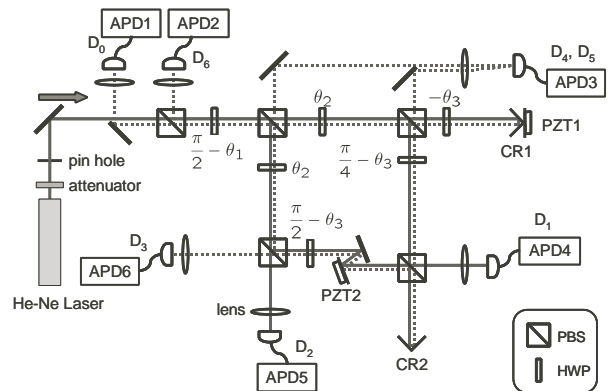 APD1
APD2
D0
D6
D4, D5
APD3
pin hole
attenuator
He-Ne Laser
π/2 − θ1
θ2
−θ3
PZT1
CR1
θ2
π/4 − θ3
D3
APD6
π/2 − θ3
PZT2
D1
APD4
lens
D2
APD5
CR2
PBS
HWP